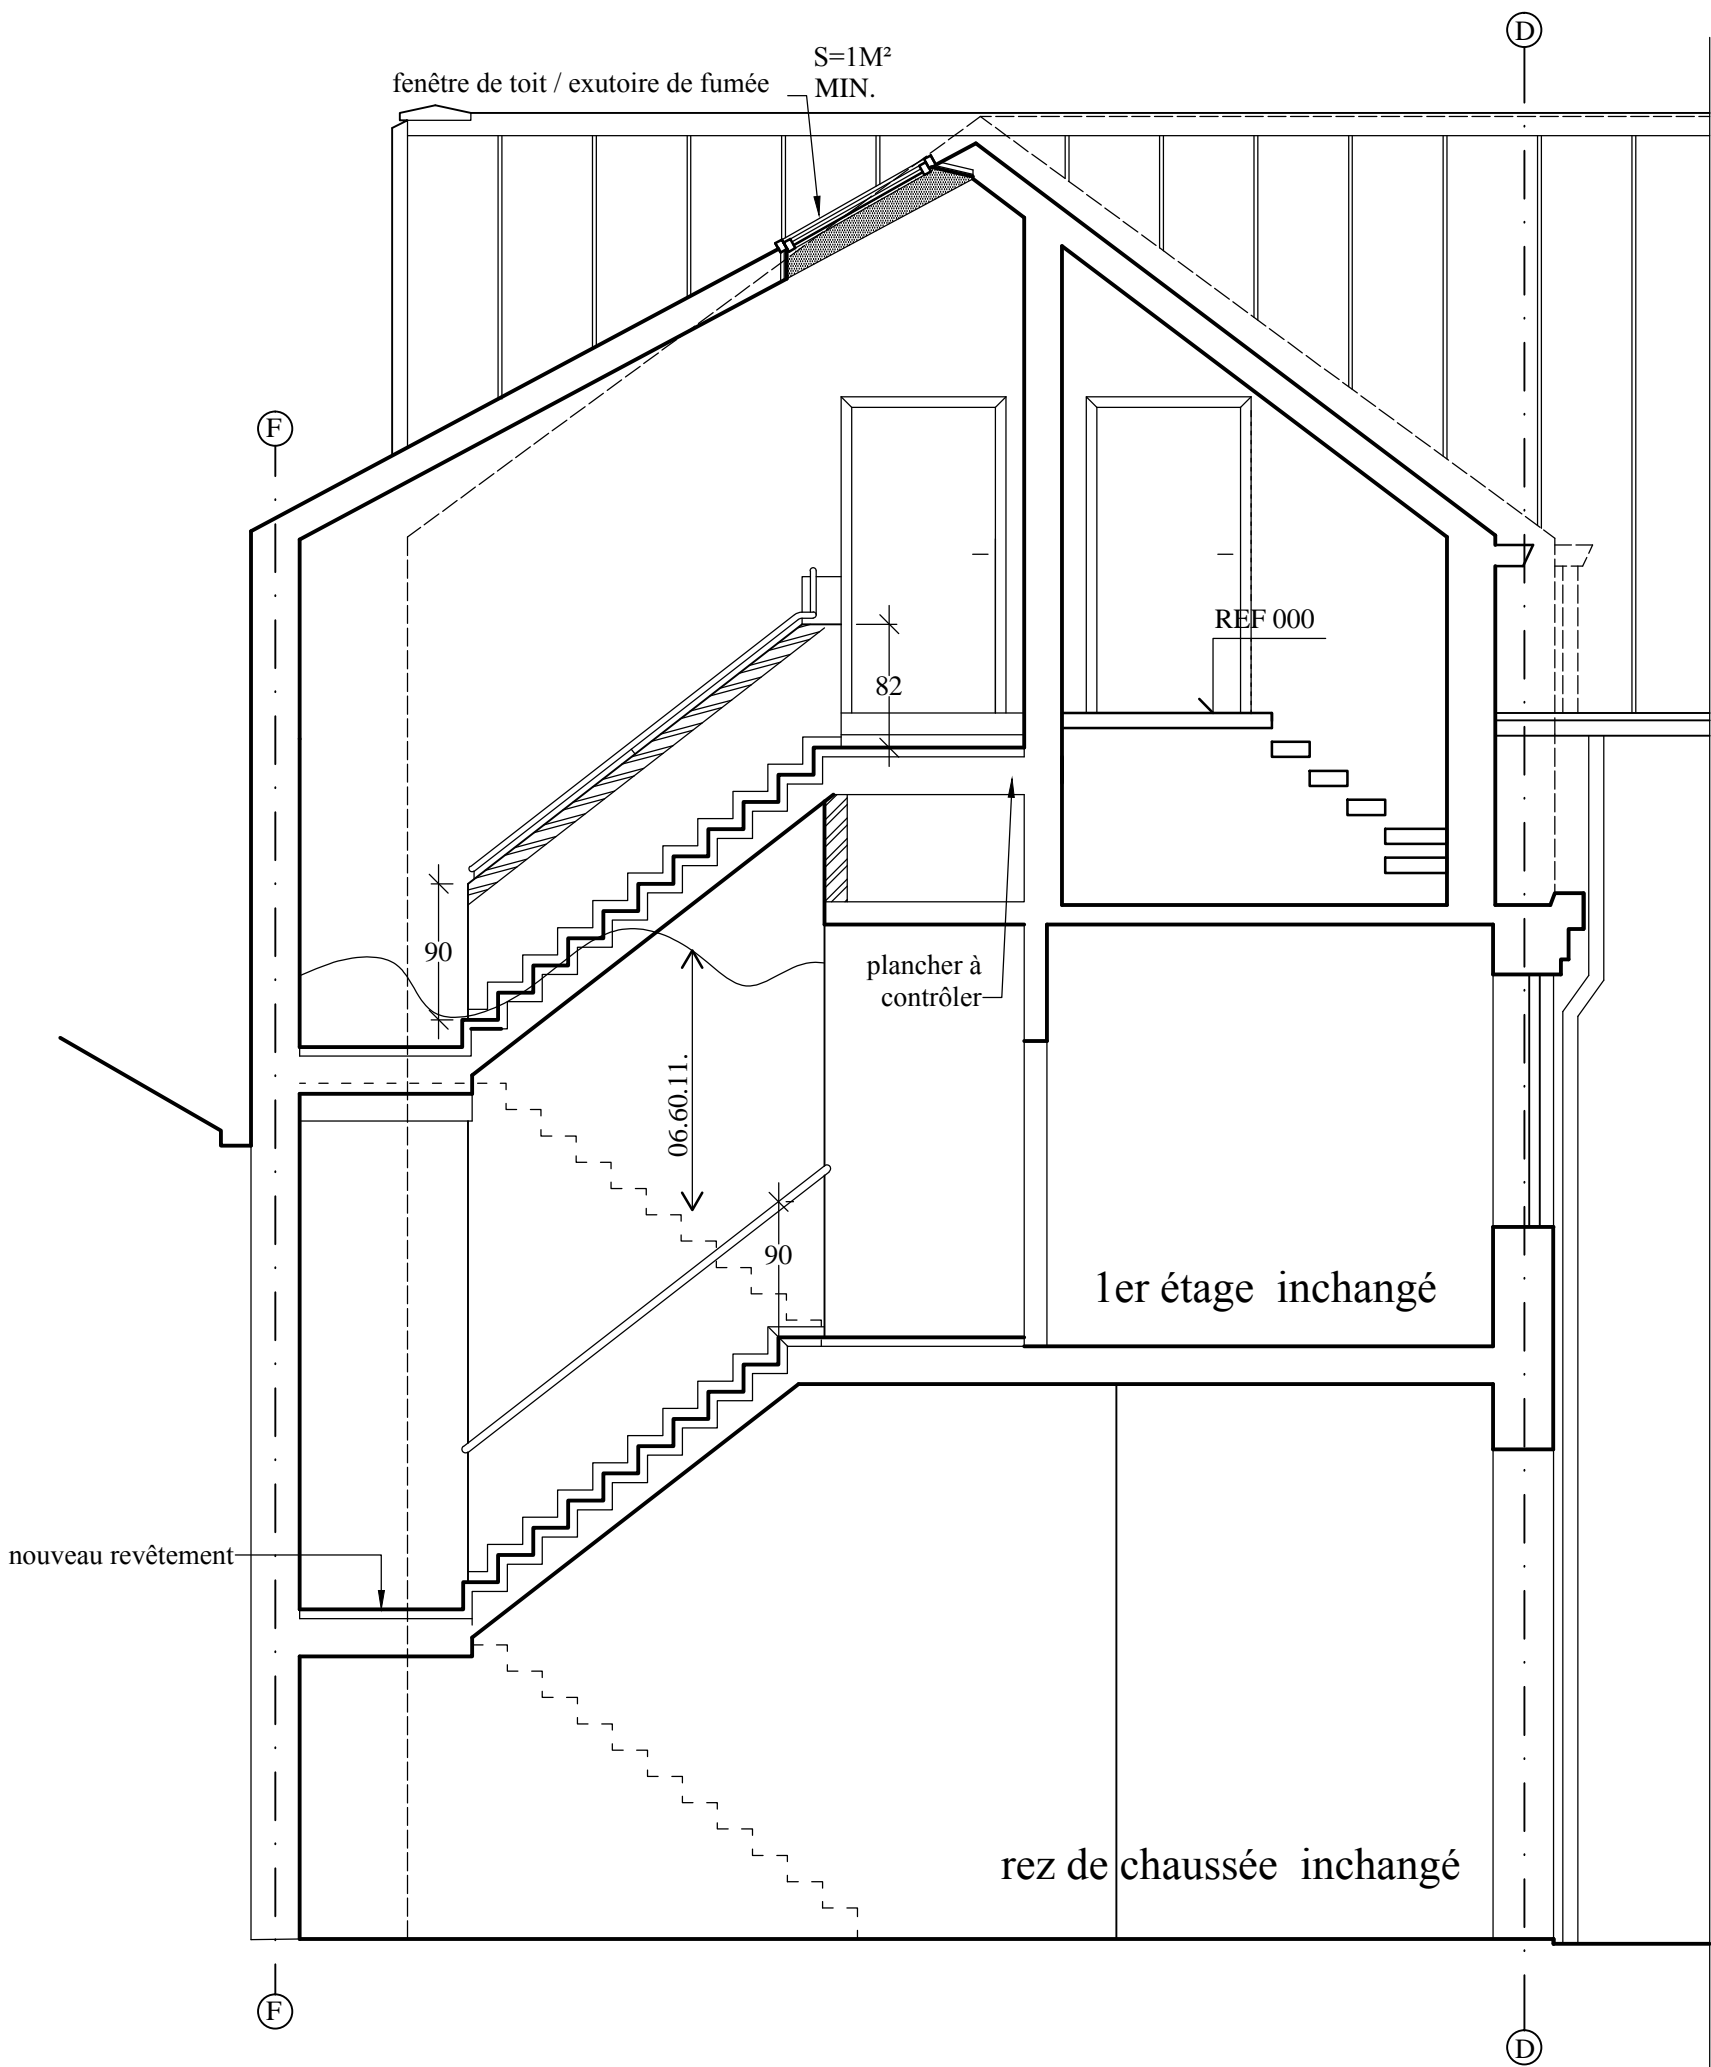 D
S=1M²
MIN.
fenêtre de toit / exutoire de fumée
F
REF 000
82
90
plancher à
contrôler
06.60.11.
90
1er étage inchangé
nouveau revêtement
rez de chaussée inchangé
F
D